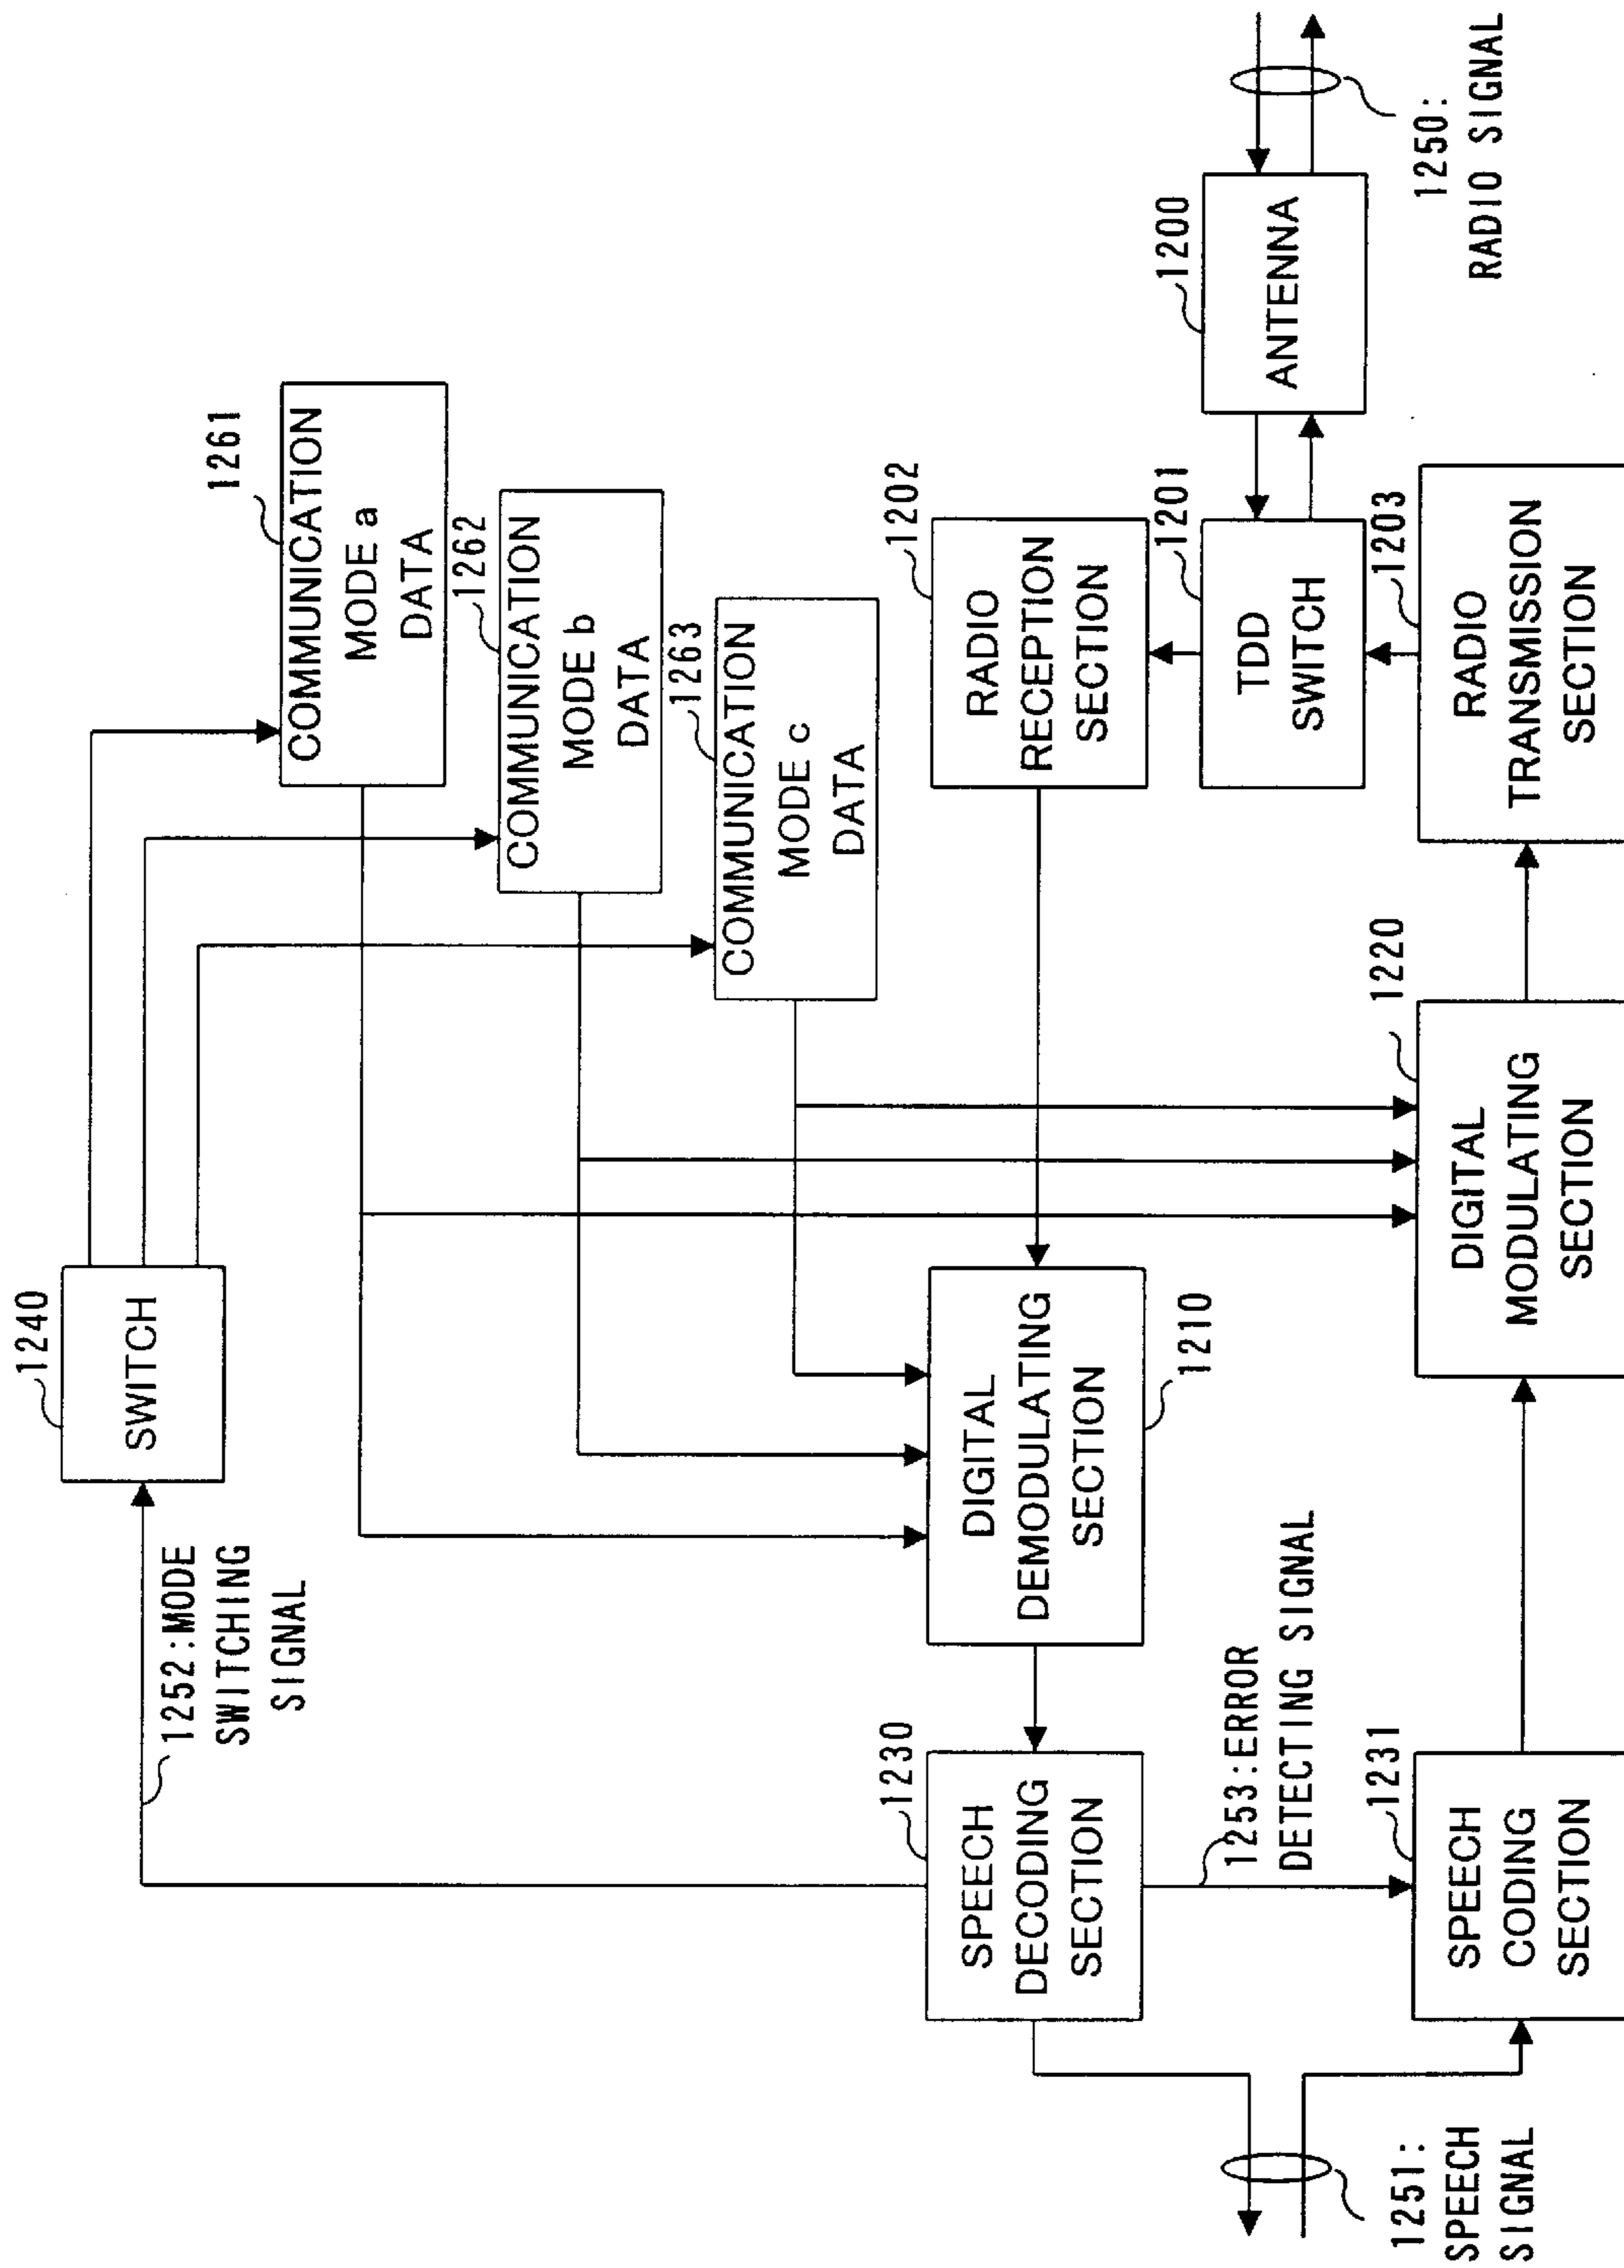 1240
SWITCH
1252:MODE
SWITCHING
SIGNAL
1261
COMMUNICATION
MODE a
DATA
1262
COMMUNICATION
MODE b
DATA
1263
COMMUNICATION
MODE c
DATA
1230
SPEECH
DECODING
SECTION
DIGITAL
DEMODULATING
SECTION
1210
1202
RADIO
RECEPTION
SECTION
1201
TDD
SWITCH
1200
ANTENNA
1250:
RADIO SIGNAL
1253:ERROR
DETECTING SIGNAL
1251:
SPEECH
SIGNAL
1231
SPEECH
CODING
SECTION
1220
DIGITAL
MODULATING
SECTION
1203
RADIO
TRANSMISSION
SECTION